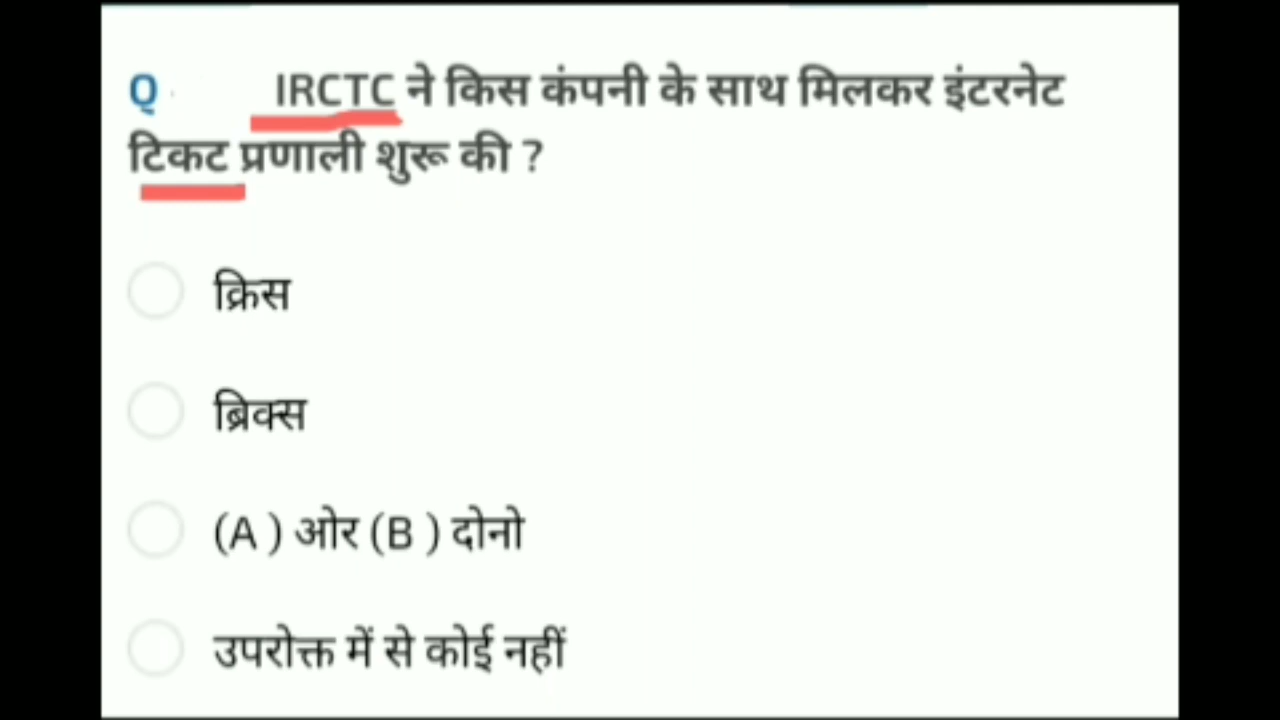 Q IRCTC ने किस कंपनी के साथ मिलकर इंटरनेट
टिकट प्रणाली शुरू की ?
क्रिस
ब्रिक्स
(A ) ओर (B ) दोनो
उपरोक्त में से कोई नहीं